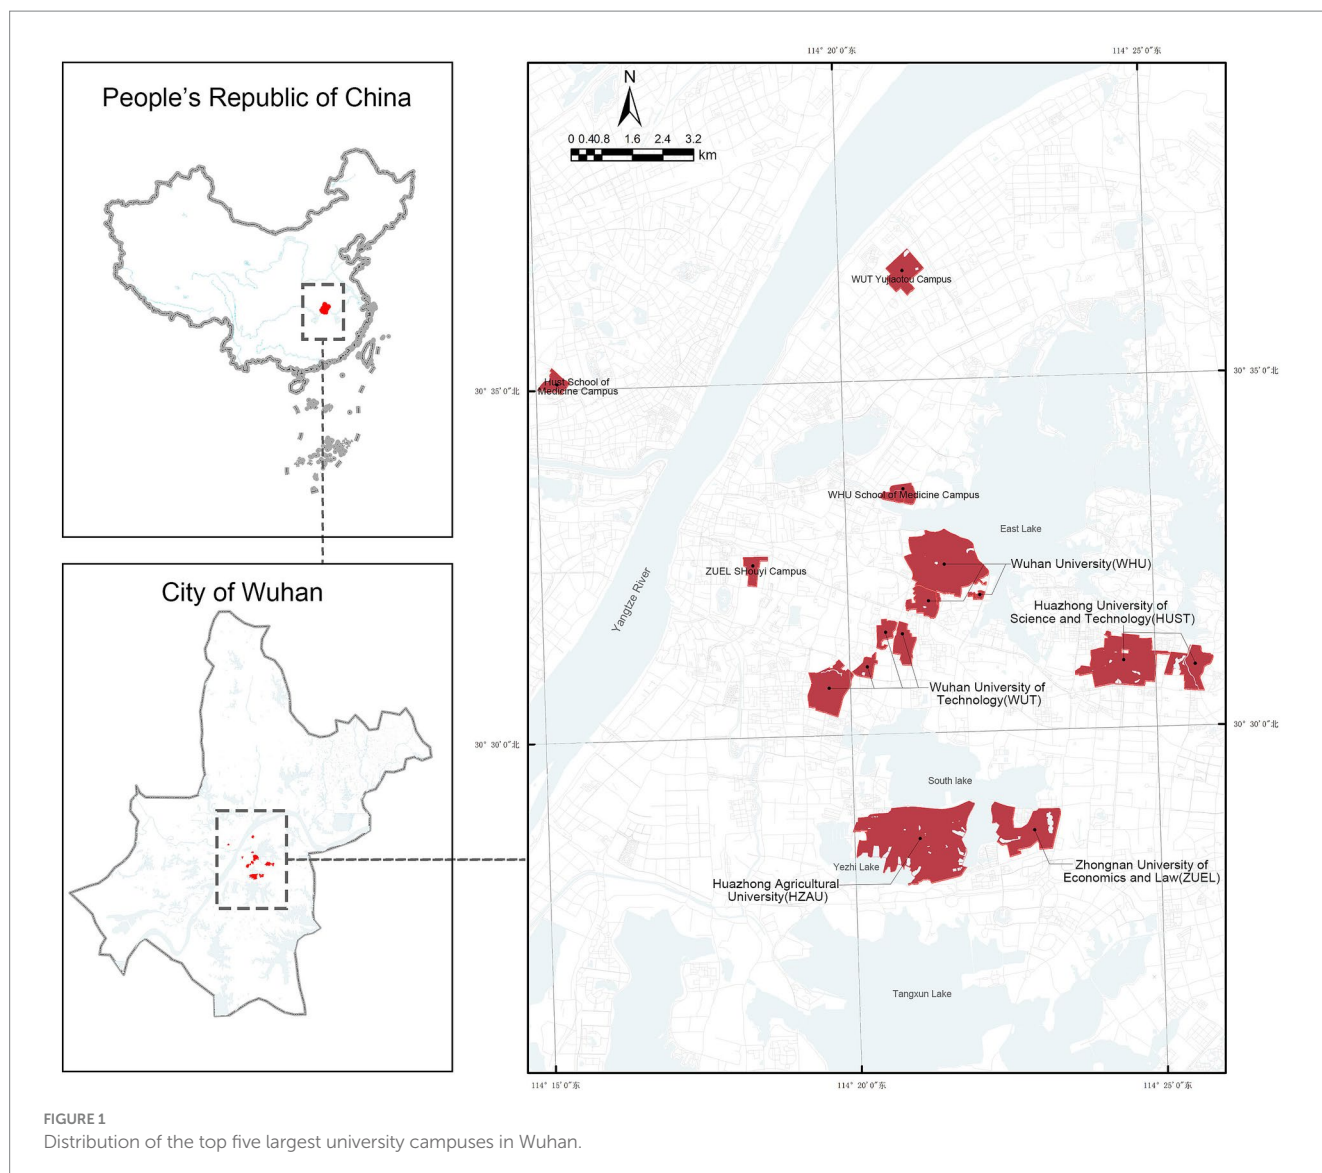 People's Republic of China
City of Wuhan
114° 20′0″东
114° 25′0″东
N
0 0.40.8 1.6 2.4 3.2
km
WUT Yujiaotou Campus
30° 35′0″北
30° 35′0″北
Hust School of
Medicine Campus
WHU School of Medicine Campus
East Lake
Wuhan University(WHU)
ZUEL SHouyi Campus
Yangtze River
Huazhong University of
Science and Technology(HUST)
Wuhan University of
Technology(WUT)
30° 30′0″北
30° 30′0″北
South lake
Yezhi Lake
Huazhong Agricultural
University(HZAU)
Zhongnan University of
Economics and Law(ZUEL)
Tangxun Lake
114° 15′0″东
114° 20′0″东
114° 25′0″东
FIGURE 1
Distribution of the top five largest university campuses in Wuhan.